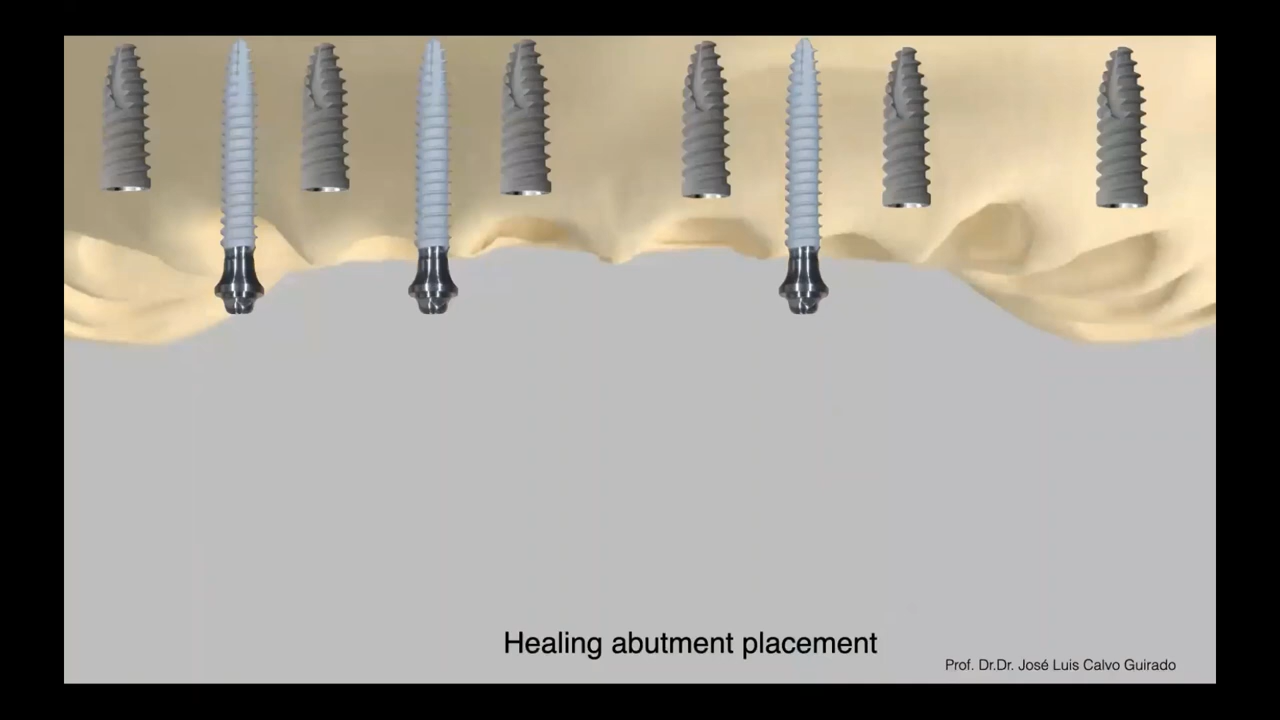 Healing abutment placement
Prof. Dr.Dr. José Luis Calvo Guirado